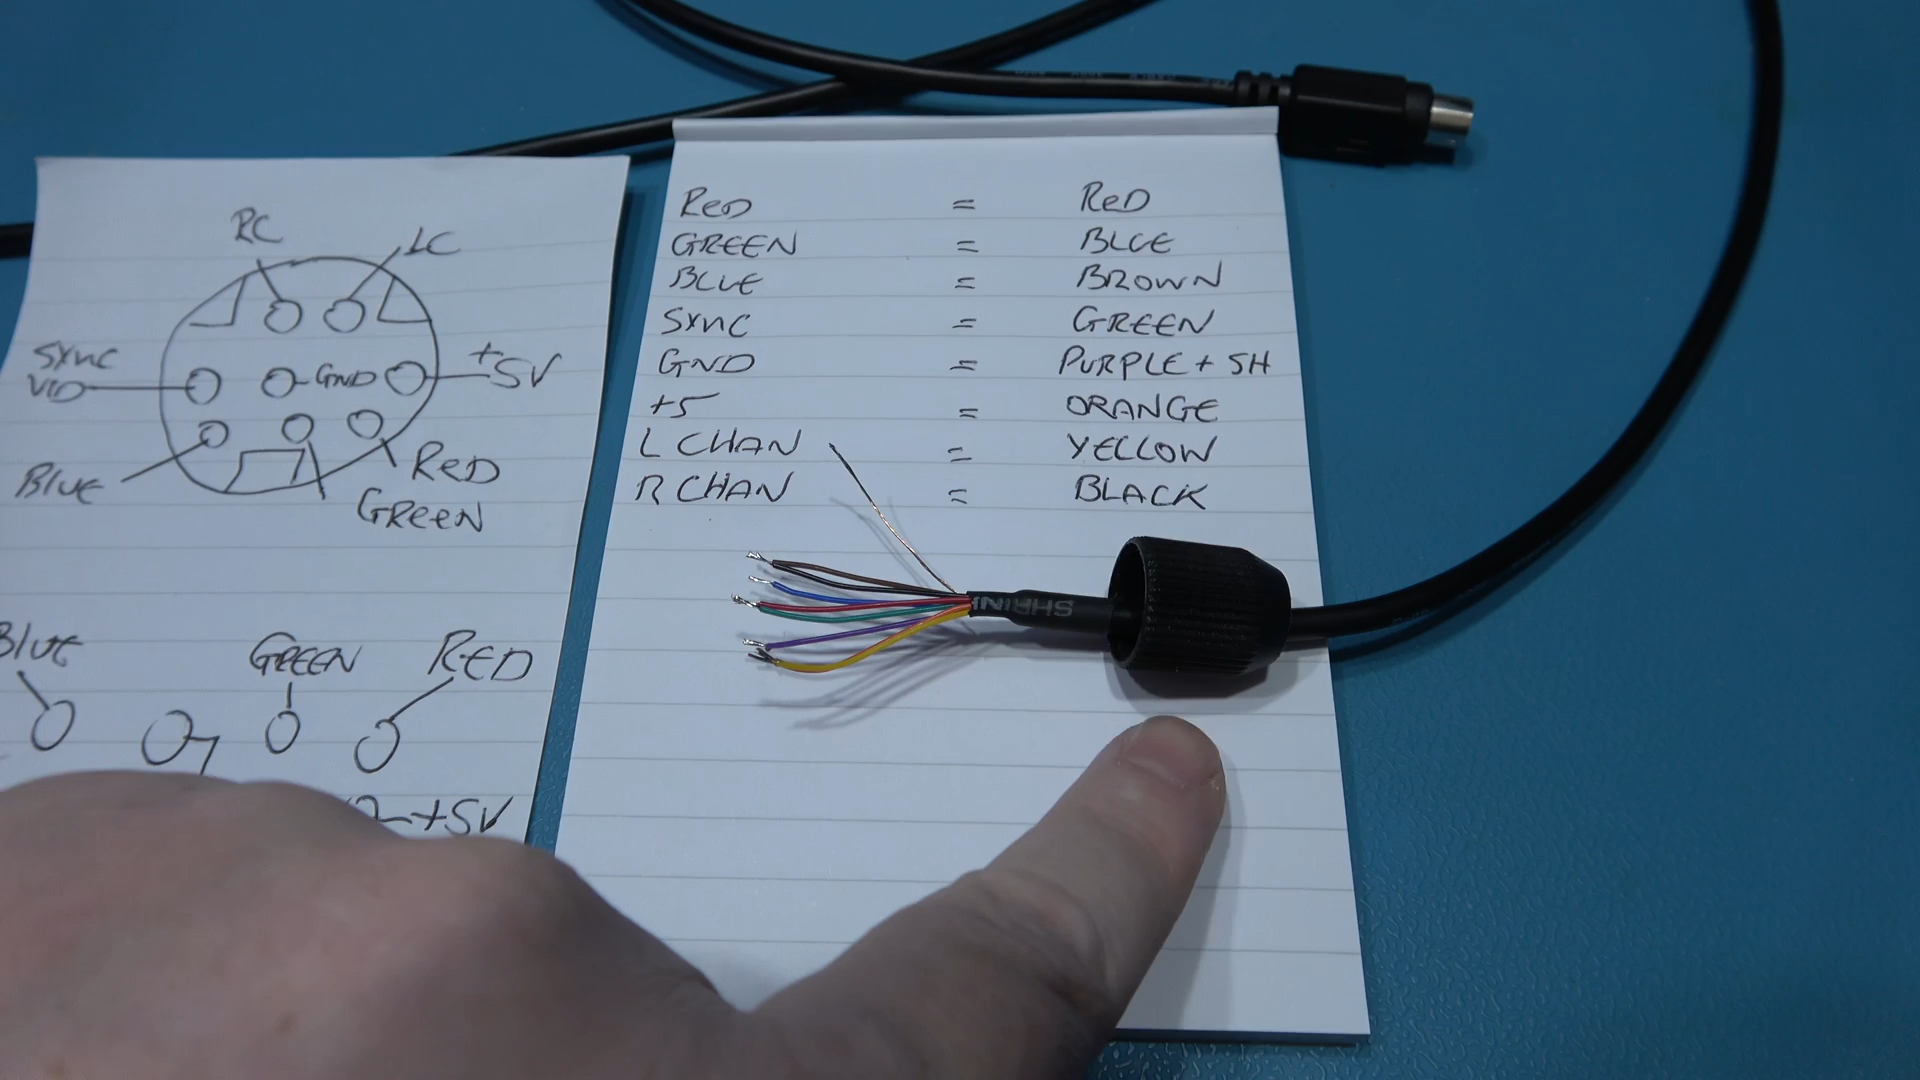 RC
LC
SYNC
VID
GND
+5V
BLUE
RED
GREEN
BLUE
GREEN
RED
+5V
RED = RED
GREEN = BLUE
BLUE = BROWN
SYNC = GREEN
GND = PURPLE + SH
+5 = ORANGE
L CHAN = YELLOW
R CHAN = BLACK
SHRINK